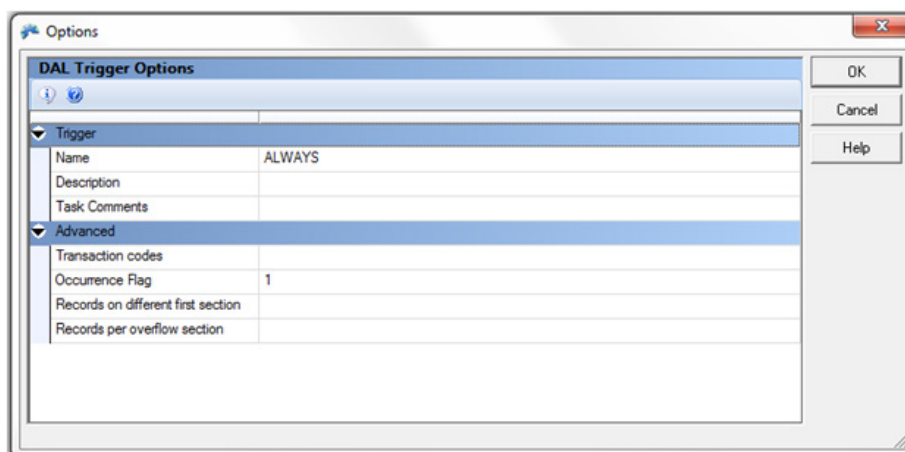 Options
DAL Trigger Options
OK
Cancel
Help
Trigger
Name ALWAYS
Description
Task Comments
Advanced
Transaction codes
Occurrence Flag 1
Records on different first section
Records per overflow section